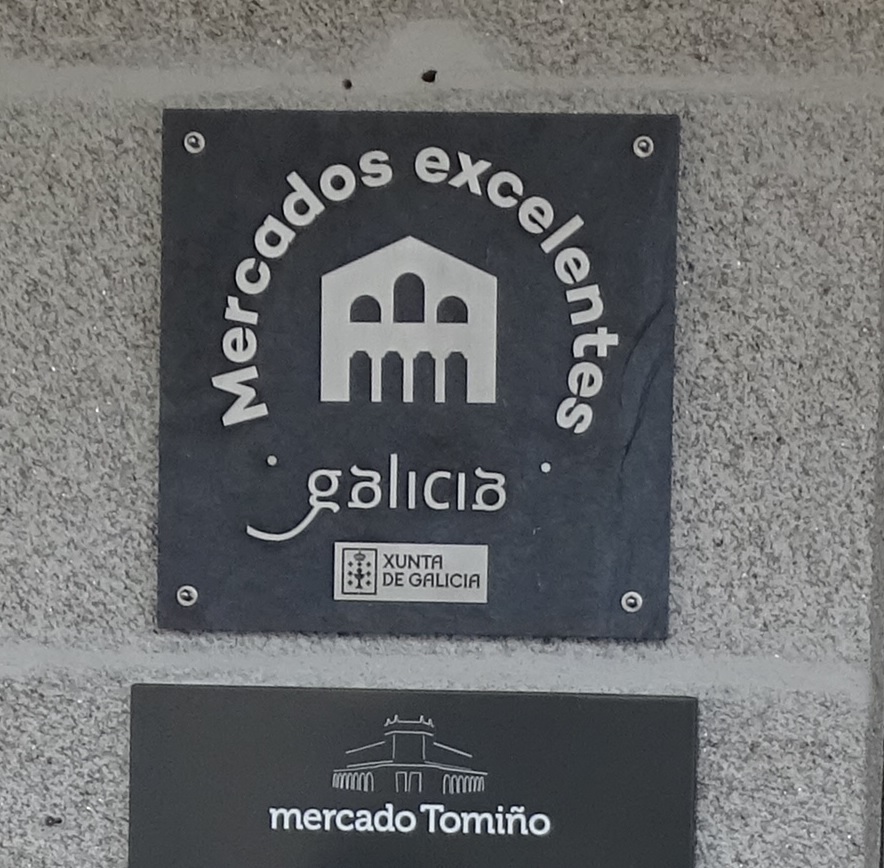 Mercados excelentes
galicia
XUNTA
DE GALICIA
mercado Tomiño